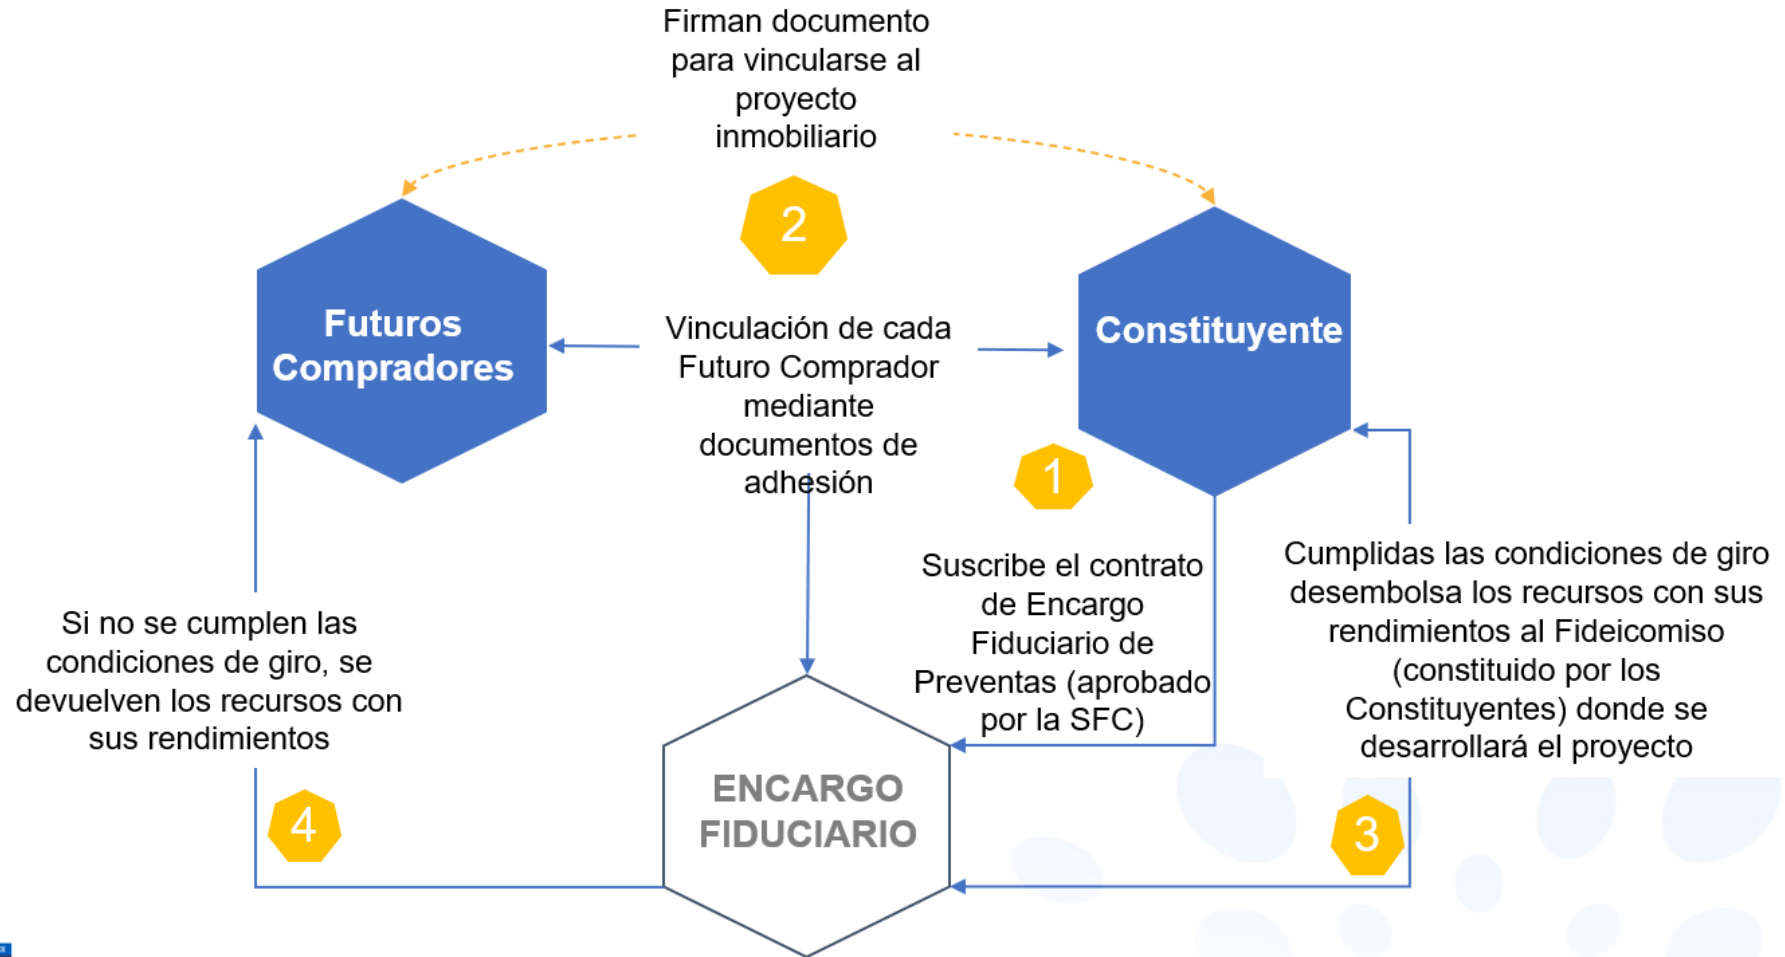 Firman documento
para vincularse al
proyecto
inmobiliario
2
Futuros
Compradores
Vinculación de cada
Futuro Comprador
mediante
documentos de
adhesión
Constituyente
1
Suscribe el contrato
de Encargo
Fiduciario de
Preventas (aprobado
por la SFC)
Cumplidas las condiciones de giro
desembolsa los recursos con sus
rendimientos al Fideicomiso
(constituido por los
Constituyentes) donde se
desarrollará el proyecto
3
Si no se cumplen las
condiciones de giro, se
devuelven los recursos con
sus rendimientos
4
ENCARGO
FIDUCIARIO